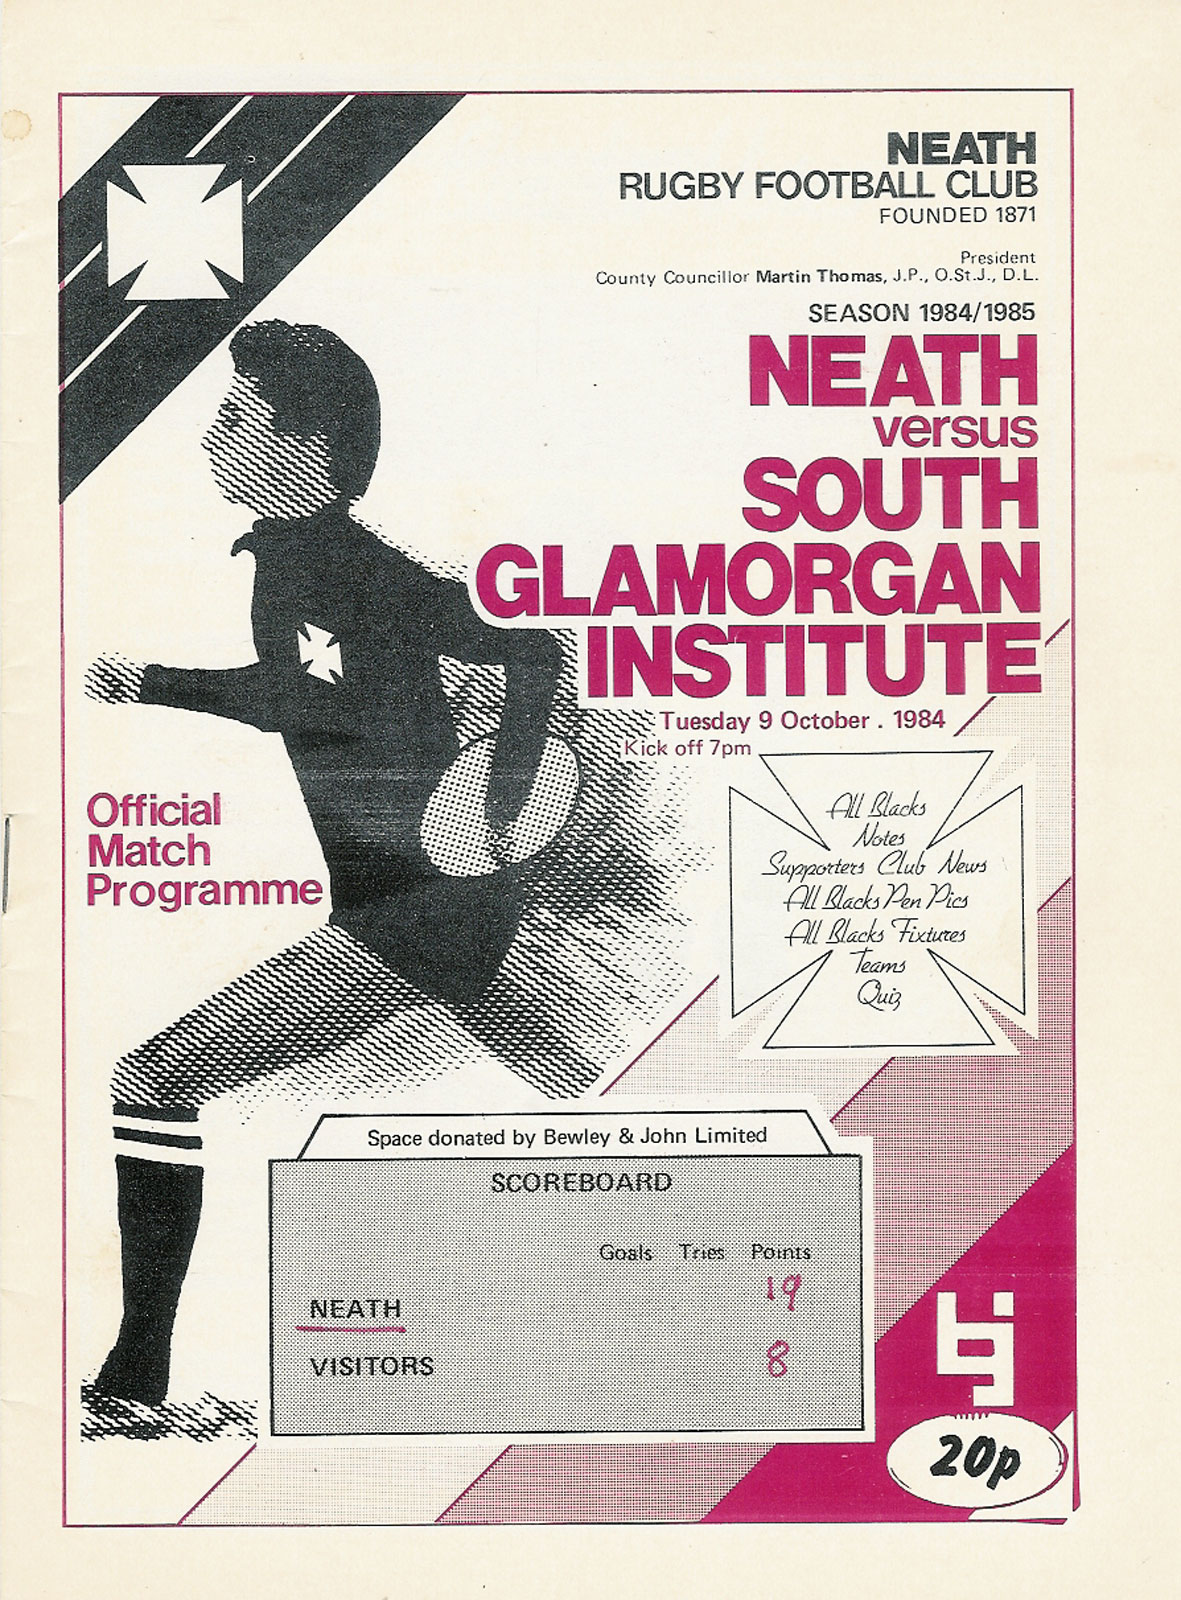 NEATH
RUGBY FOOTBALL CLUB
FOUNDED 1871
President
County Councillor Martin Thomas, J.P., O.St.J., D.L.
SEASON 1984/1985
NEATH
versus
SOUTH
GLAMORGAN
INSTITUTE
Tuesday 9 October . 1984
Kick off 7pm
All Blacks
Notes
Supporters Club News
All Blacks Pen Pics
All Blacks Fixtures
Teams
Quiz
Official
Match
Programme
Space donated by Bewley & John Limited
SCOREBOARD
Goals Tries Points
NEATH 19
VISITORS 8
bj
20p